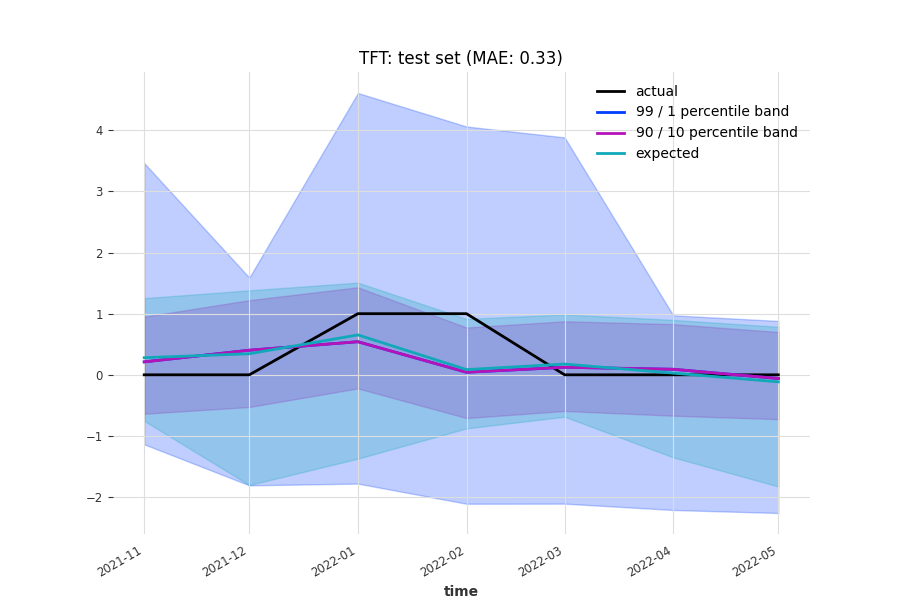 TFT: test set (MAE: 0.33)
actual
99 / 1 percentile band
90 / 10 percentile band
expected
4
3
2
1
0
−1
−2
2021-11
2021-12
2022-01
2022-02
2022-03
2022-04
2022-05
time